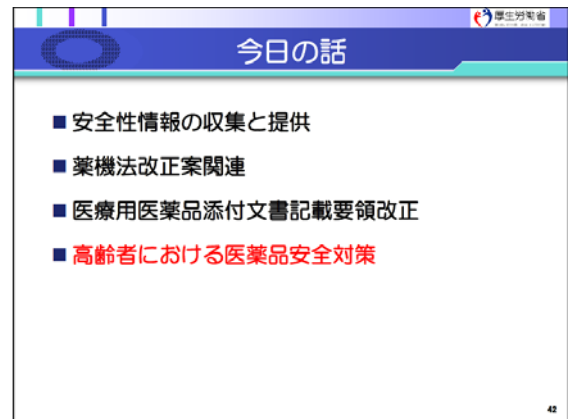 厚生労働省
今日の話
■ 安全性情報の収集と提供
■ 薬機法改正案関連
■ 医療用医薬品添付文書記載要領改正
■ 高齢者における医薬品安全対策
42